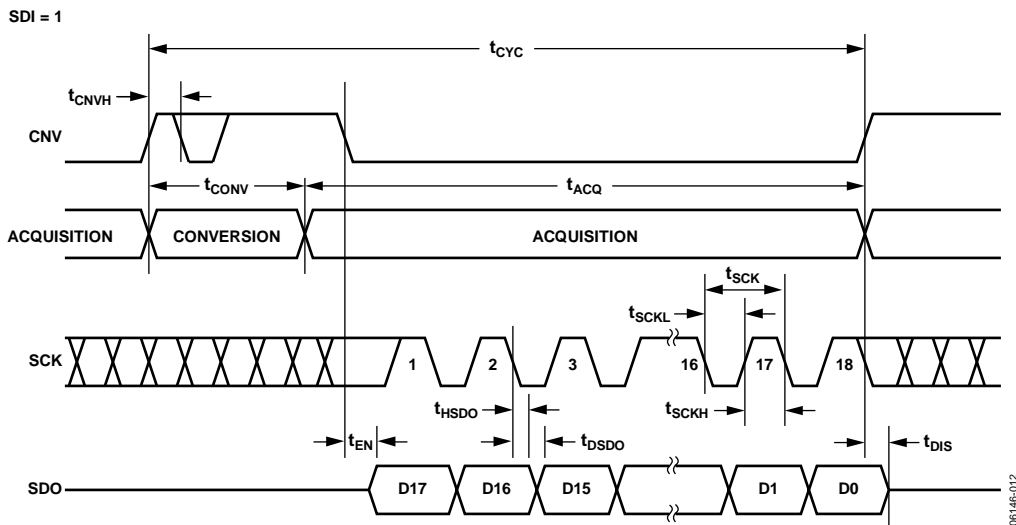 SDI = 1
tCYC
tCNVH
CNV
tCONV
tACQ
ACQUISITION
CONVERSION
ACQUISITION
tSCK
tSCKL
SCK
1
2
3
16
17
18
tHSDO
tSCKH
tEN
tDSDO
tDIS
SDO
D17
D16
D15
D1
D0
06146-012